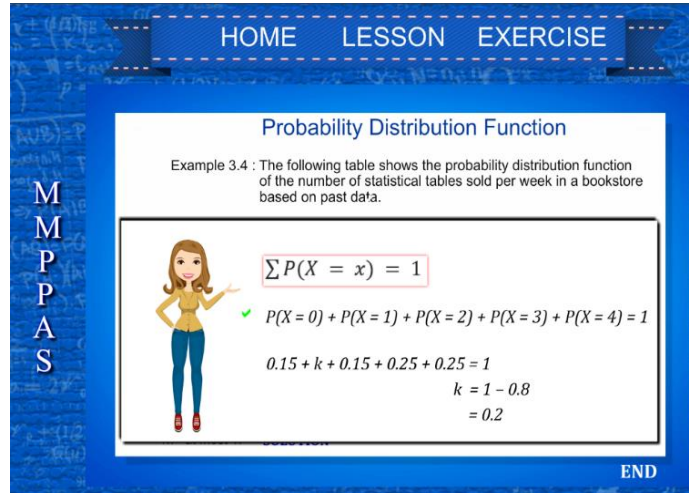 HOME LESSON EXERCISE
Probability Distribution Function
Example 3.4 : The following table shows the probability distribution function
of the number of statistical tables sold per week in a bookstore
based on past data.
M
M
P
P
A
S
∑ P(X = x) = 1
P(X = 0) + P(X = 1) + P(X = 2) + P(X = 3) + P(X = 4) = 1
0.15 + k + 0.15 + 0.25 + 0.25 = 1
k = 1 – 0.8
= 0.2
END